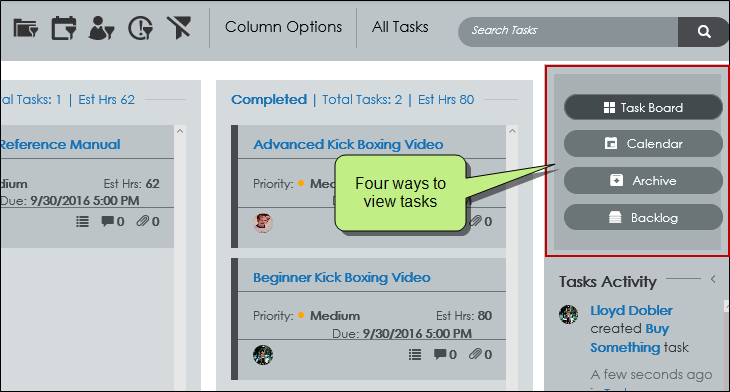 Column Options
All Tasks
Search Tasks
al Tasks: 1 | Est Hrs 62
Reference Manual
dium
Est Hrs: 62
Due: 9/30/2016 5:00 PM
0
0
Completed | Total Tasks: 2 | Est Hrs 80
Advanced Kick Boxing Video
Priority:
Med
Due:
0
Beginner Kick Boxing Video
Priority: Medium
Est Hrs: 80
Due: 9/30/2016 5:00 PM
0
0
Four ways to
view tasks
Task Board
Calendar
Archive
Backlog
Tasks Activity
Lloyd Dobler
created Buy
Something task
A few seconds ago